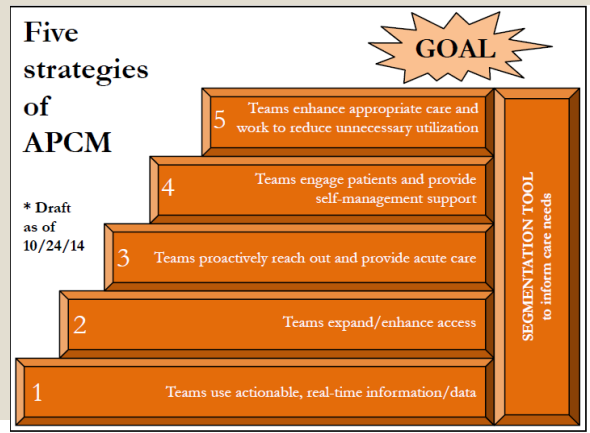 Five
strategies
of
APCM
* Draft
as of
10/24/14
GOAL
5 Teams enhance appropriate care and
work to reduce unnecessary utilization
4 Teams engage patients and provide
self-management support
3 Teams proactively reach out and provide acute care
2 Teams expand/enhance access
1 Teams use actionable, real-time information/data
SEGMENTATION TOOL
to inform care needs